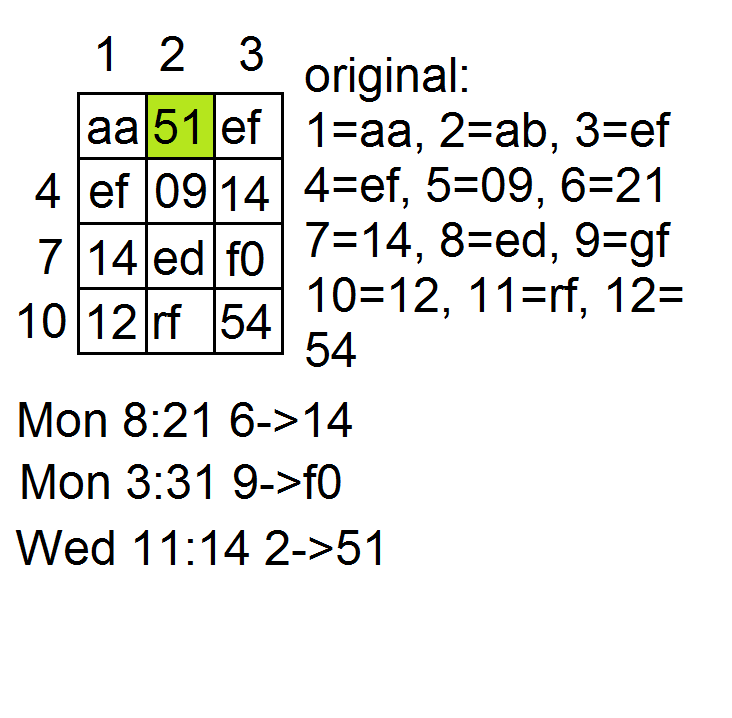 1 2 3
aa 51 ef
4 ef 09 14
7 14 ed f0
10 12 rf 54
original:
1=aa, 2=ab, 3=ef
4=ef, 5=09, 6=21
7=14, 8=ed, 9=gf
10=12, 11=rf, 12=
54
Mon 8:21 6->14
Mon 3:31 9->f0
Wed 11:14 2->51